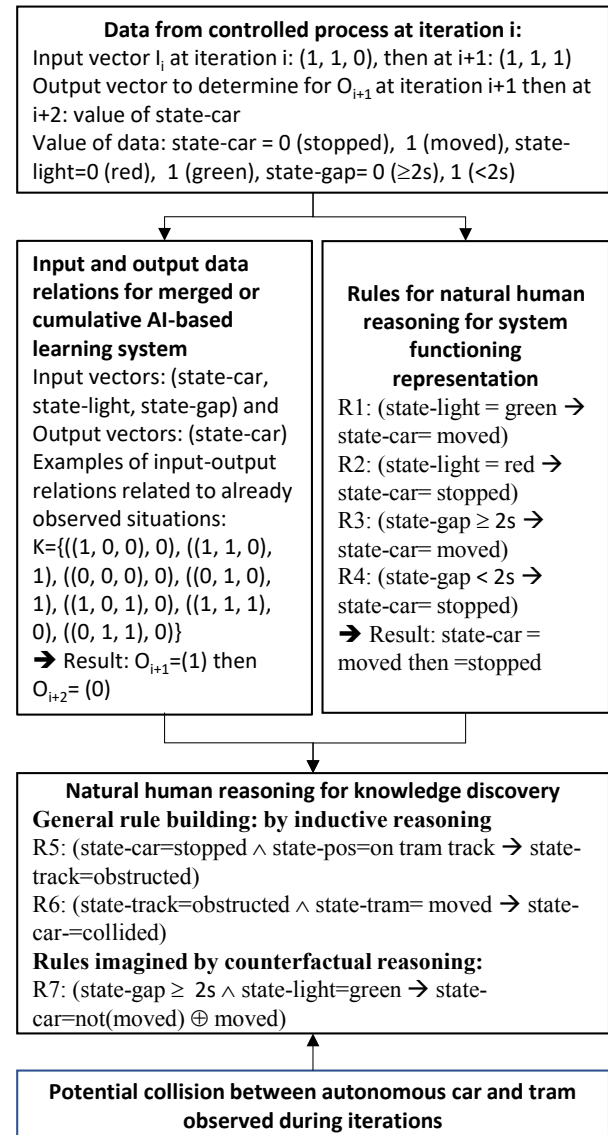 Data from controlled process at iteration i:
Input vector Ii at iteration i: (1, 1, 0), then at i+1: (1, 1, 1)
Output vector to determine for Oi+1 at iteration i+1 then at
i+2: value of state-car
Value of data: state-car = 0 (stopped), 1 (moved), state-
light=0 (red), 1 (green), state-gap= 0 (≥2s), 1 (<2s)
Input and output data
relations for merged or
cumulative AI-based
learning system
Input vectors: (state-car,
state-light, state-gap) and
Output vectors: (state-car)
Examples of input-output
relations related to already
observed situations:
K={((1, 0, 0), 0), ((1, 1, 0),
1), ((0, 0, 0), 0), ((0, 1, 0),
1), ((1, 0, 1), 0), ((1, 1, 1),
0), ((0, 1, 1), 0)}
➔ Result: Oi+1=(1) then
Oi+2= (0)
Rules for natural human
reasoning for system
functioning
representation
R1: (state-light = green →
state-car= moved)
R2: (state-light = red →
state-car= stopped)
R3: (state-gap ≥ 2s →
state-car= moved)
R4: (state-gap < 2s →
state-car= stopped)
➔ Result: state-car =
moved then =stopped
Natural human reasoning for knowledge discovery
General rule building: by inductive reasoning
R5: (state-car=stopped ∧ state-pos=on tram track → state-
track=obstructed)
R6: (state-track=obstructed ∧ state-tram= moved → state-
car-=collided)
Rules imagined by counterfactual reasoning:
R7: (state-gap ≥ 2s ∧ state-light=green → state-
car=not(moved) ⊕ moved)
Potential collision between autonomous car and tram
observed during iterations